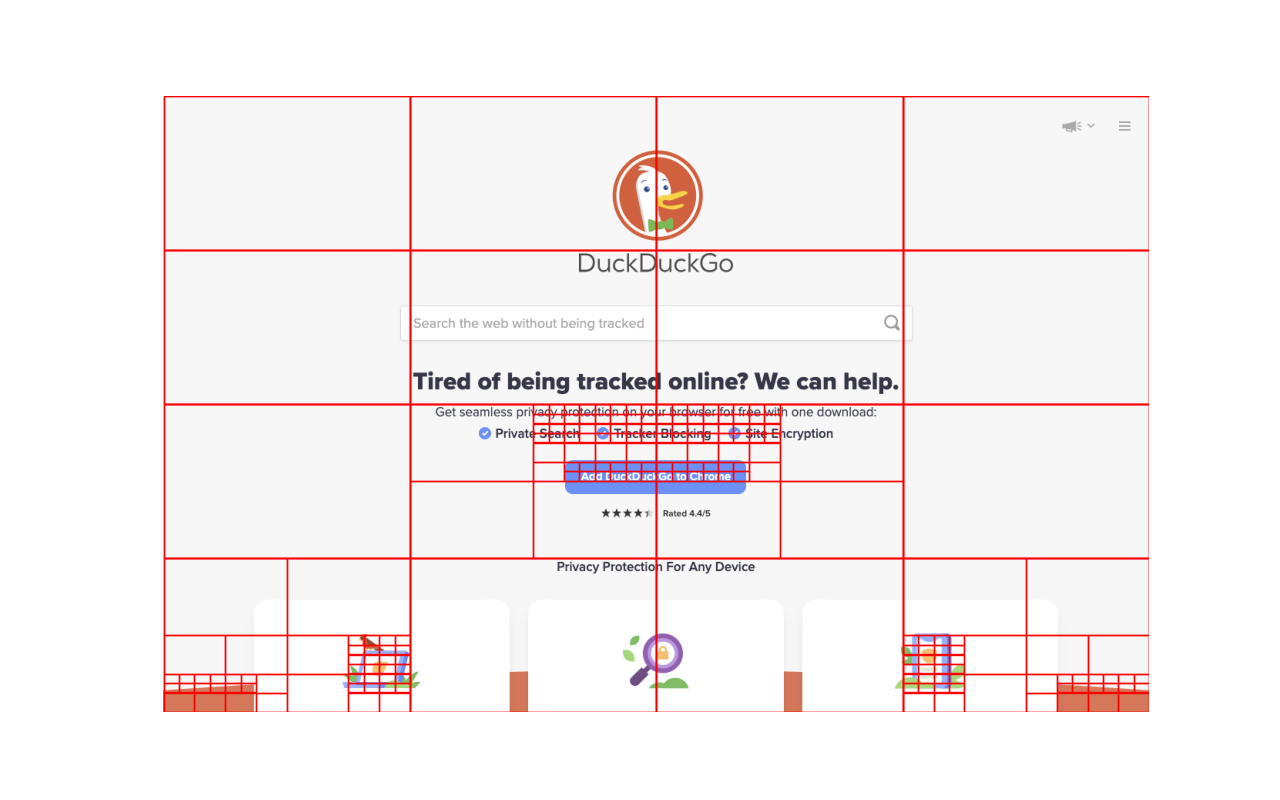 DuckDuckGo
Search the web without being tracked
Tired of being tracked online? We can help.
Get seamless privacy protection on your browser for free with one download:
Private Search Tracker Blocking Site Encryption
Add DuckDuckGo to Chrome
Rated 4.4/5
Privacy Protection For Any Device